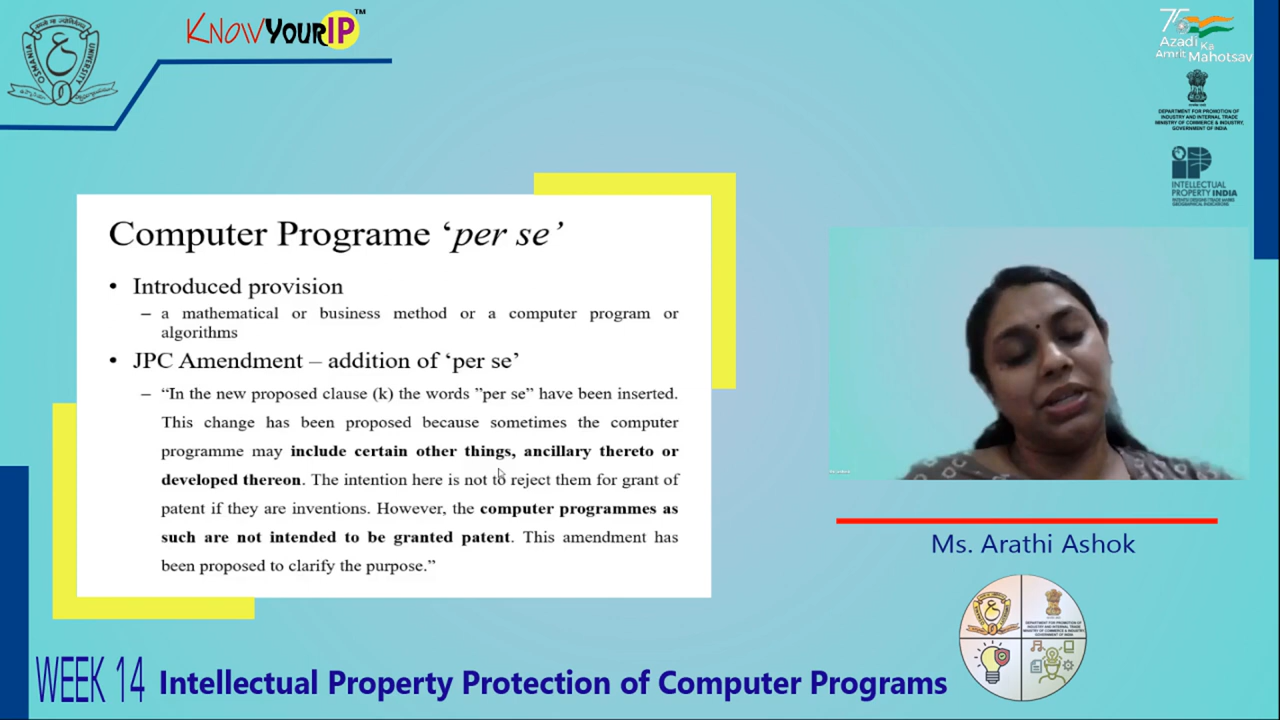 KNOWYOURIP™
OSMANIA UNIVERSITY
75
Azadi Ka
Amrit Mahotsav
DEPARTMENT FOR PROMOTION OF
INDUSTRY AND INTERNAL TRADE
MINISTRY OF COMMERCE & INDUSTRY,
GOVERNMENT OF INDIA
iP
INTELLECTUAL
PROPERTY INDIA
Computer Programe ‘per se’
• Introduced provision
– a mathematical or business method or a computer program or
algorithms
• JPC Amendment – addition of ‘per se’
– “In the new proposed clause (k) the words ”per se” have been inserted.
This change has been proposed because sometimes the computer
programme may include certain other things, ancillary thereto or
developed thereon. The intention here is not to reject them for grant of
patent if they are inventions. However, the computer programmes as
such are not intended to be granted patent. This amendment has
been proposed to clarify the purpose.”
Ms. Arathi Ashok
WEEK 14 Intellectual Property Protection of Computer Programs